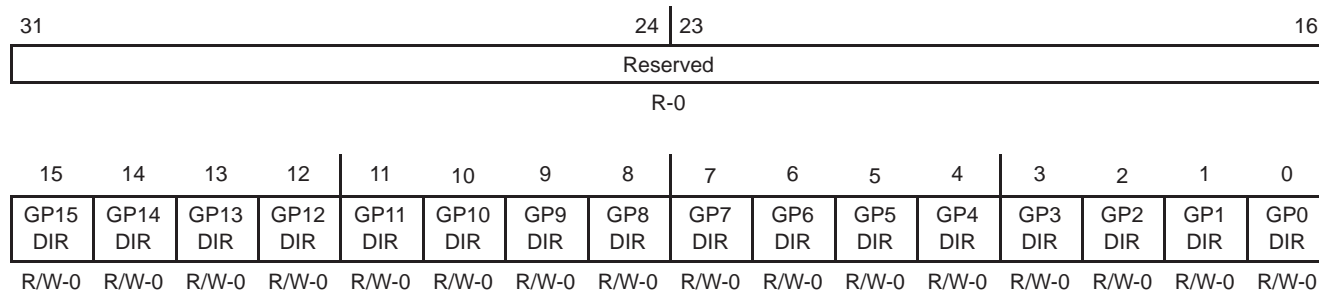 31 24 23 16
Reserved
R-0
15 14 13 12 11 10 9 8 7 6 5 4 3 2 1 0
GP15 GP14 GP13 GP12 GP11 GP10 GP9 GP8 GP7 GP6 GP5 GP4 GP3 GP2 GP1 GP0
DIR DIR DIR DIR DIR DIR DIR DIR DIR DIR DIR DIR DIR DIR DIR DIR
R/W-0 R/W-0 R/W-0 R/W-0 R/W-0 R/W-0 R/W-0 R/W-0 R/W-0 R/W-0 R/W-0 R/W-0 R/W-0 R/W-0 R/W-0 R/W-0